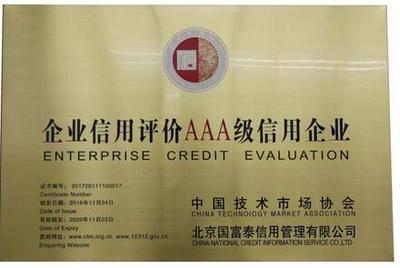 企业信用评价AAA级信用企业
ENTERPRISE CREDIT EVALUATION
证书编号：201720111100017
Certificate Number
颁发日期：2016年11月24日
Date of Issue
有效日期：2020年11月23日
Date of Expiry
查询网站：www.ctm.org.cn www.12312.gov.cn
Enquiring Website
中国技术市场协会
CHINA TECHNOLOGY MARKET ASSOCIATION
北京国富泰信用管理有限公司
CHINA NATIONAL CREDIT INFORMATION SERVICE CO.,LTD